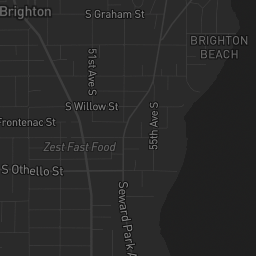 S Graham St
Brighton
BRIGHTON
BEACH
51st Ave S
S Willow St
55th Ave S
Frontenac St
Zest Fast Food
S Othello St
Seward Park A